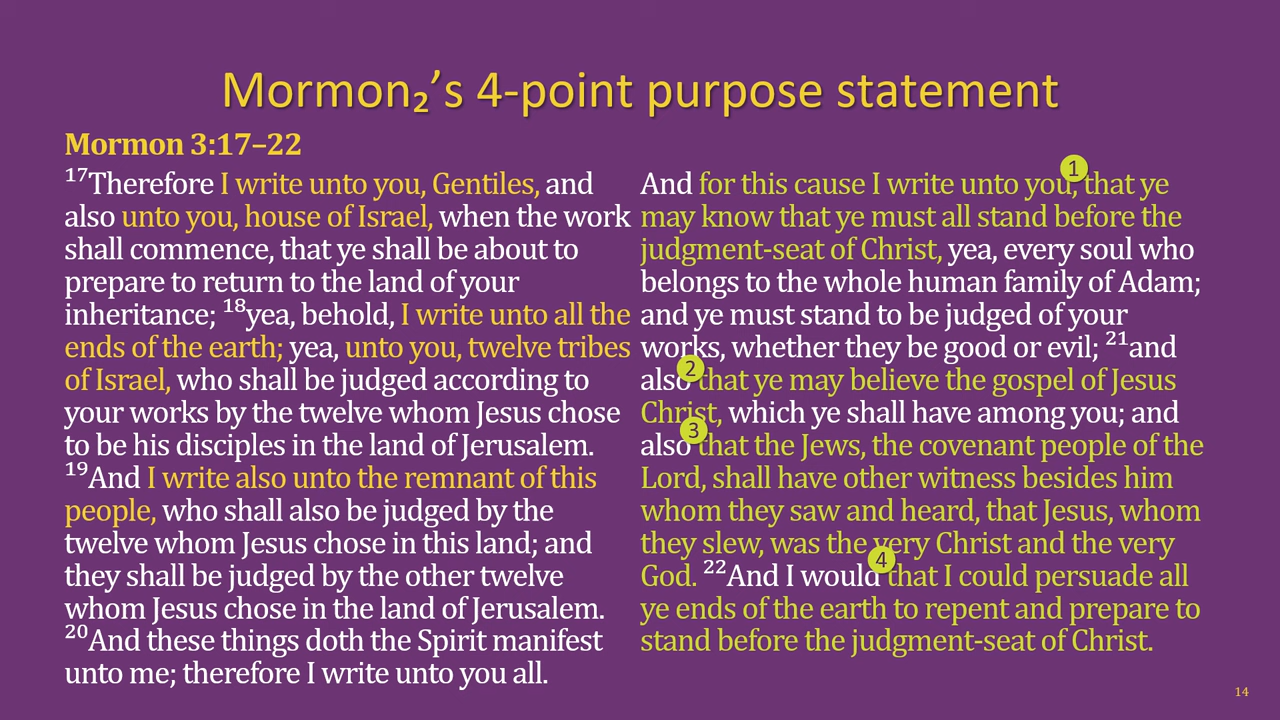 Mormon₂’s 4-point purpose statement
Mormon 3:17–22
¹⁷Therefore I write unto you, Gentiles, and
also unto you, house of Israel, when the work
shall commence, that ye shall be about to
prepare to return to the land of your
inheritance; ¹⁸yea, behold, I write unto all the
ends of the earth; yea, unto you, twelve tribes
of Israel, who shall be judged according to
your works by the twelve whom Jesus chose
to be his disciples in the land of Jerusalem.
¹⁹And I write also unto the remnant of this
people, who shall also be judged by the
twelve whom Jesus chose in this land; and
they shall be judged by the other twelve
whom Jesus chose in the land of Jerusalem.
²⁰And these things doth the Spirit manifest
unto me; therefore I write unto you all.
1
And for this cause I write unto you, that ye
may know that ye must all stand before the
judgment-seat of Christ, yea, every soul who
belongs to the whole human family of Adam;
and ye must stand to be judged of your
works, whether they be good or evil; ²¹and
2
also that ye may believe the gospel of Jesus
Christ, which ye shall have among you; and
3
also that the Jews, the covenant people of the
Lord, shall have other witness besides him
whom they saw and heard, that Jesus, whom
they slew, was the very Christ and the very
4
God. ²²And I would that I could persuade all
ye ends of the earth to repent and prepare to
stand before the judgment-seat of Christ.
14